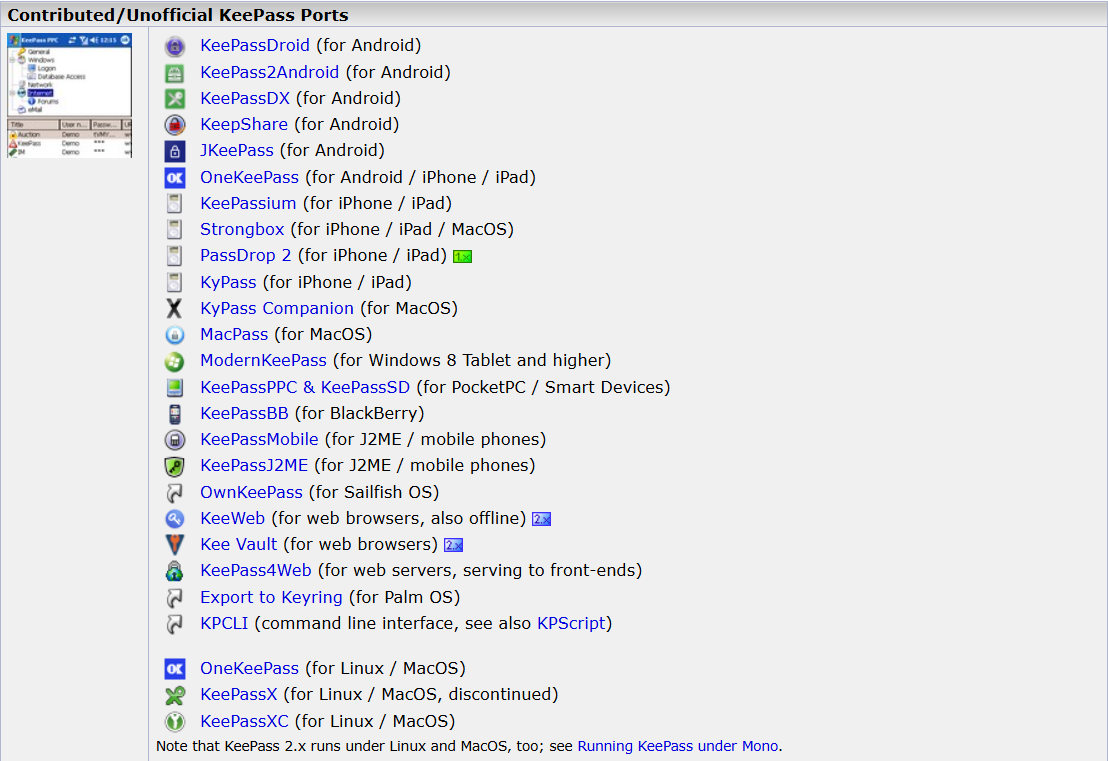 Contributed/Unofficial KeePass Ports
KeePass PPC 12:15
General
Windows
Logon
Database Access
Network
Internet
Forums
eMail
Title User n... Passw...
Auction Demo
KeePass Demo ***
IM Demo ***
KeePassDroid (for Android)
KeePass2Android (for Android)
KeePassDX (for Android)
KeepShare (for Android)
JKeePass (for Android)
OK OneKeePass (for Android / iPhone / iPad)
KeePassium (for iPhone / iPad)
Strongbox (for iPhone / iPad / MacOS)
PassDrop 2 (for iPhone / iPad) 1.x
KyPass (for iPhone / iPad)
KyPass Companion (for MacOS)
MacPass (for MacOS)
ModernKeePass (for Windows 8 Tablet and higher)
KeePassPPC & KeePassSD (for PocketPC / Smart Devices)
KeePassBB (for BlackBerry)
KeePassMobile (for J2ME / mobile phones)
KeePassJ2ME (for J2ME / mobile phones)
OwnKeePass (for Sailfish OS)
KeeWeb (for web browsers, also offline) 2.x
Kee Vault (for web browsers) 2.x
KeePass4Web (for web servers, serving to front-ends)
Export to Keyring (for Palm OS)
KPCLI (command line interface, see also KPScript)
OK OneKeePass (for Linux / MacOS)
KeePassX (for Linux / MacOS, discontinued)
KeePassXC (for Linux / MacOS)
Note that KeePass 2.x runs under Linux and MacOS, too; see Running KeePass under Mono.